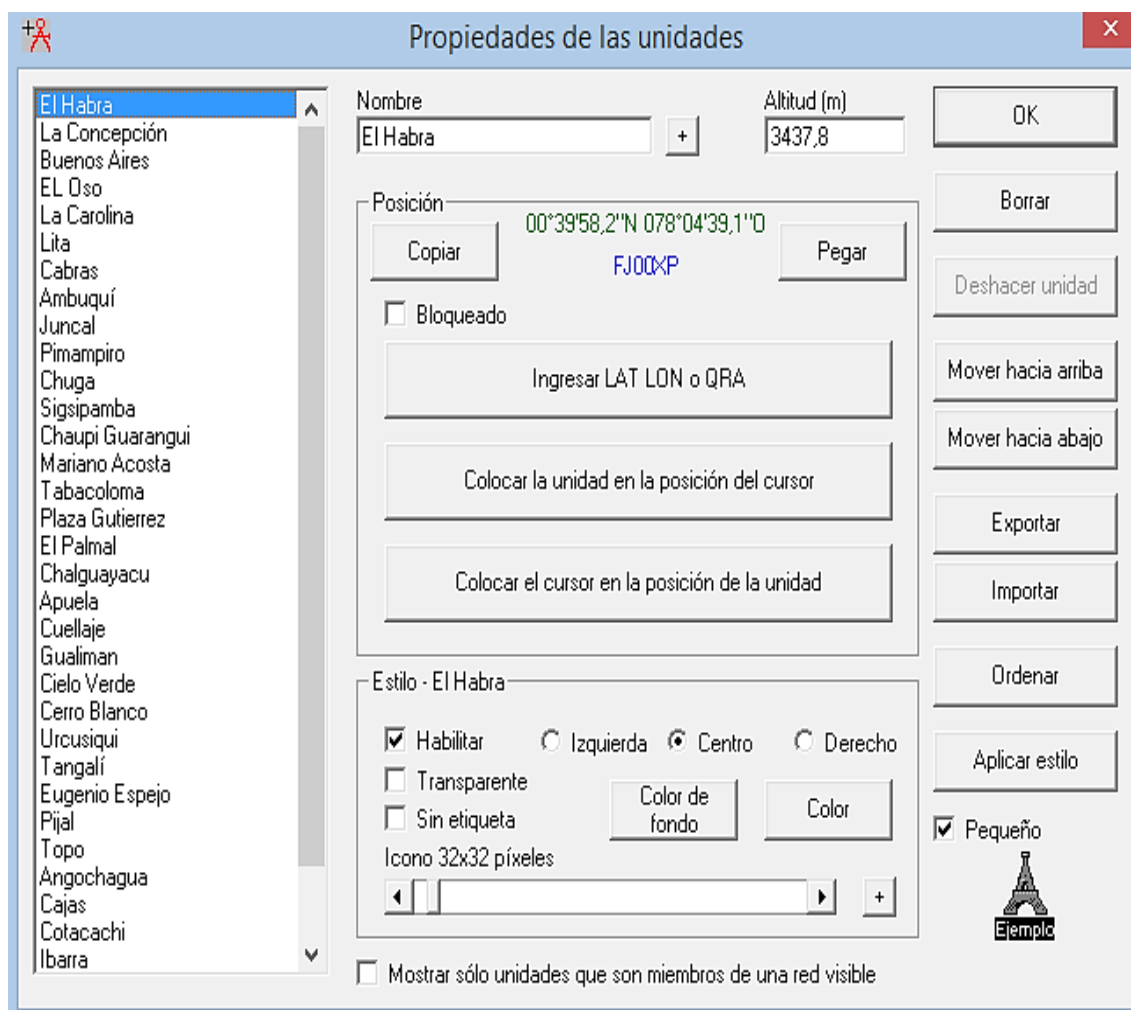 Propiedades de las unidades
El Habra
La Concepción
Buenos Aires
EL Oso
La Carolina
Lita
Cabras
Ambuquí
Juncal
Pimampiro
Chuga
Sigsipamba
Chaupi Guarangui
Mariano Acosta
Tabacoloma
Plaza Gutierrez
El Palmal
Chalguayacu
Apuela
Cuellaje
Gualiman
Cielo Verde
Cerro Blanco
Urcusiqui
Tangalí
Eugenio Espejo
Pijal
Topo
Angochagua
Cajas
Cotacachi
Ibarra
Nombre
El Habra
+
Altitud (m)
3437,8
Posición
Copiar
00°39'58,2"N 078°04'39,1"O
FJ00XP
Pegar
Bloqueado
Ingresar LAT LON o QRA
Colocar la unidad en la posición del cursor
Colocar el cursor en la posición de la unidad
Estilo - El Habra
Habilitar
Izquierda
Centro
Derecho
Transparente
Sin etiqueta
Color de
fondo
Color
Icono 32x32 píxeles
+
Mostrar sólo unidades que son miembros de una red visible
OK
Borrar
Deshacer unidad
Mover hacia arriba
Mover hacia abajo
Exportar
Importar
Ordenar
Aplicar estilo
Pequeño
Ejemplo